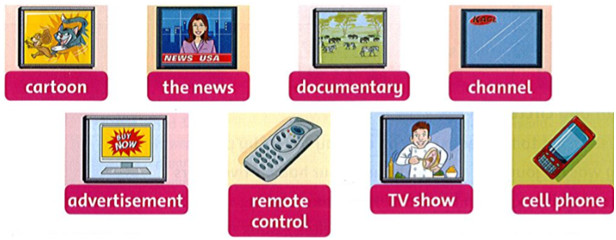 NEWS USA
cartoon
the news
documentary
channel
BUY
NOW
advertisement
remote
control
TV show
cell phone